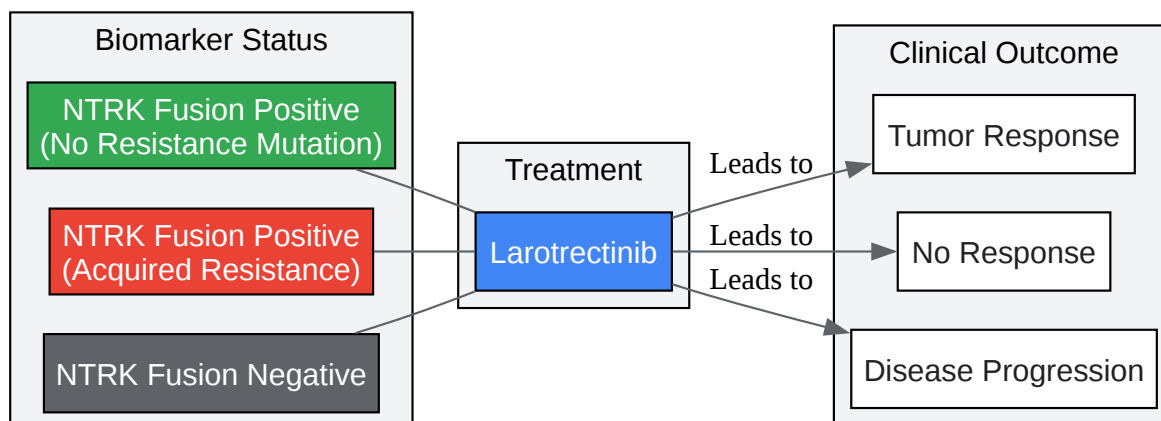 Biomarker Status
NTRK Fusion Positive
(No Resistance Mutation)
NTRK Fusion Positive
(Acquired Resistance)
NTRK Fusion Negative
Treatment
Larotrectinib
Leads to
Leads to
Leads to
Clinical Outcome
Tumor Response
No Response
Disease Progression